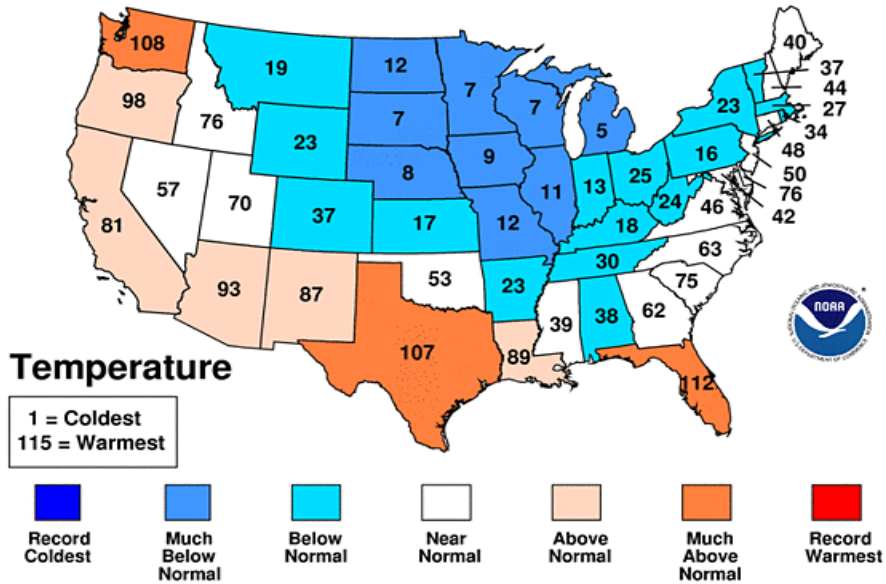 108
19
12
7
7
40
37
44
27
34
48
50
76
42
98
76
23
7
5
23
16
8
9
13
25
24
46
57
70
37
17
12
11
18
63
81
93
87
53
23
30
75
39
38
62
107
89
112
NOAA
Temperature
1 = Coldest
115 = Warmest
Record
Coldest
Much
Below
Normal
Below
Normal
Near
Normal
Above
Normal
Much
Above
Normal
Record
Warmest